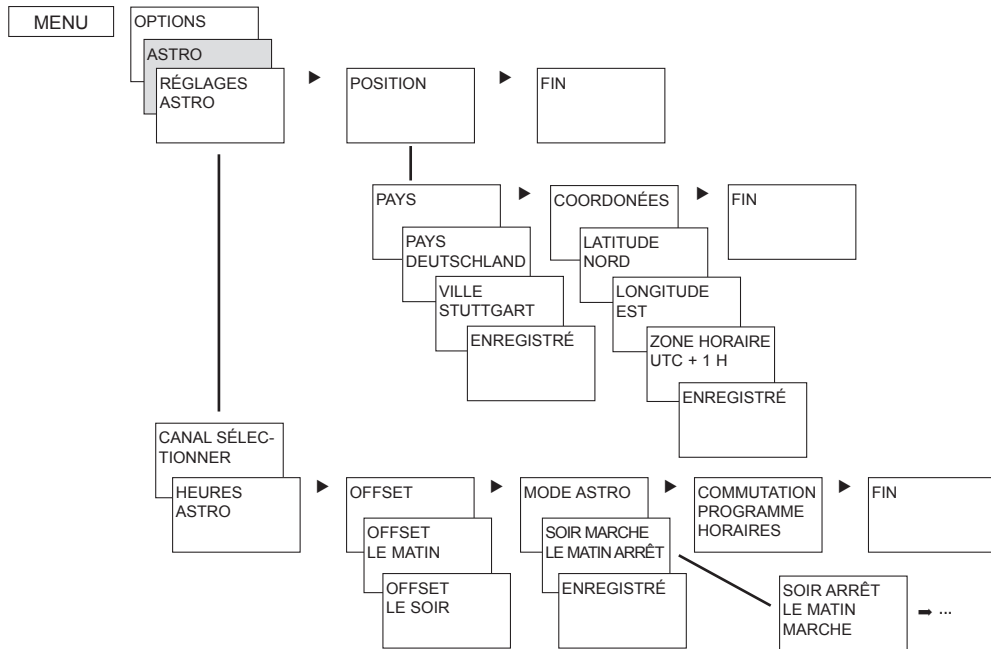 MENU
OPTIONS
ASTRO
RÉGLAGES
ASTRO
►
POSITION
►
FIN
PAYS
►
COORDONÉES
►
FIN
PAYS
DEUTSCHLAND
LATITUDE
NORD
VILLE
STUTTGART
LONGITUDE
EST
ENREGISTRÉ
ZONE HORAIRE
UTC + 1 H
ENREGISTRÉ
CANAL SÉLEC-
TIONNER
HEURES
ASTRO
►
OFFSET
►
MODE ASTRO
►
COMMUTATION
PROGRAMME
HORAIRES
►
FIN
OFFSET
LE MATIN
SOIR MARCHE
LE MATIN ARRÊT
OFFSET
LE SOIR
ENREGISTRÉ
SOIR ARRÊT
LE MATIN
MARCHE
➡ ...